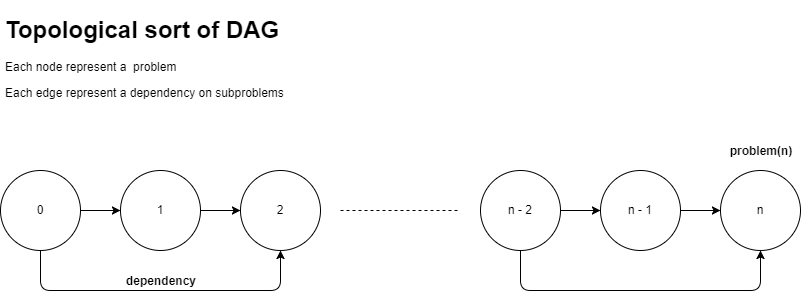 Topological sort of DAG
Each node represent a  problem
Each edge represent a dependency on subproblems
problem(n)
0
1
2
n - 2
n - 1
n
dependency